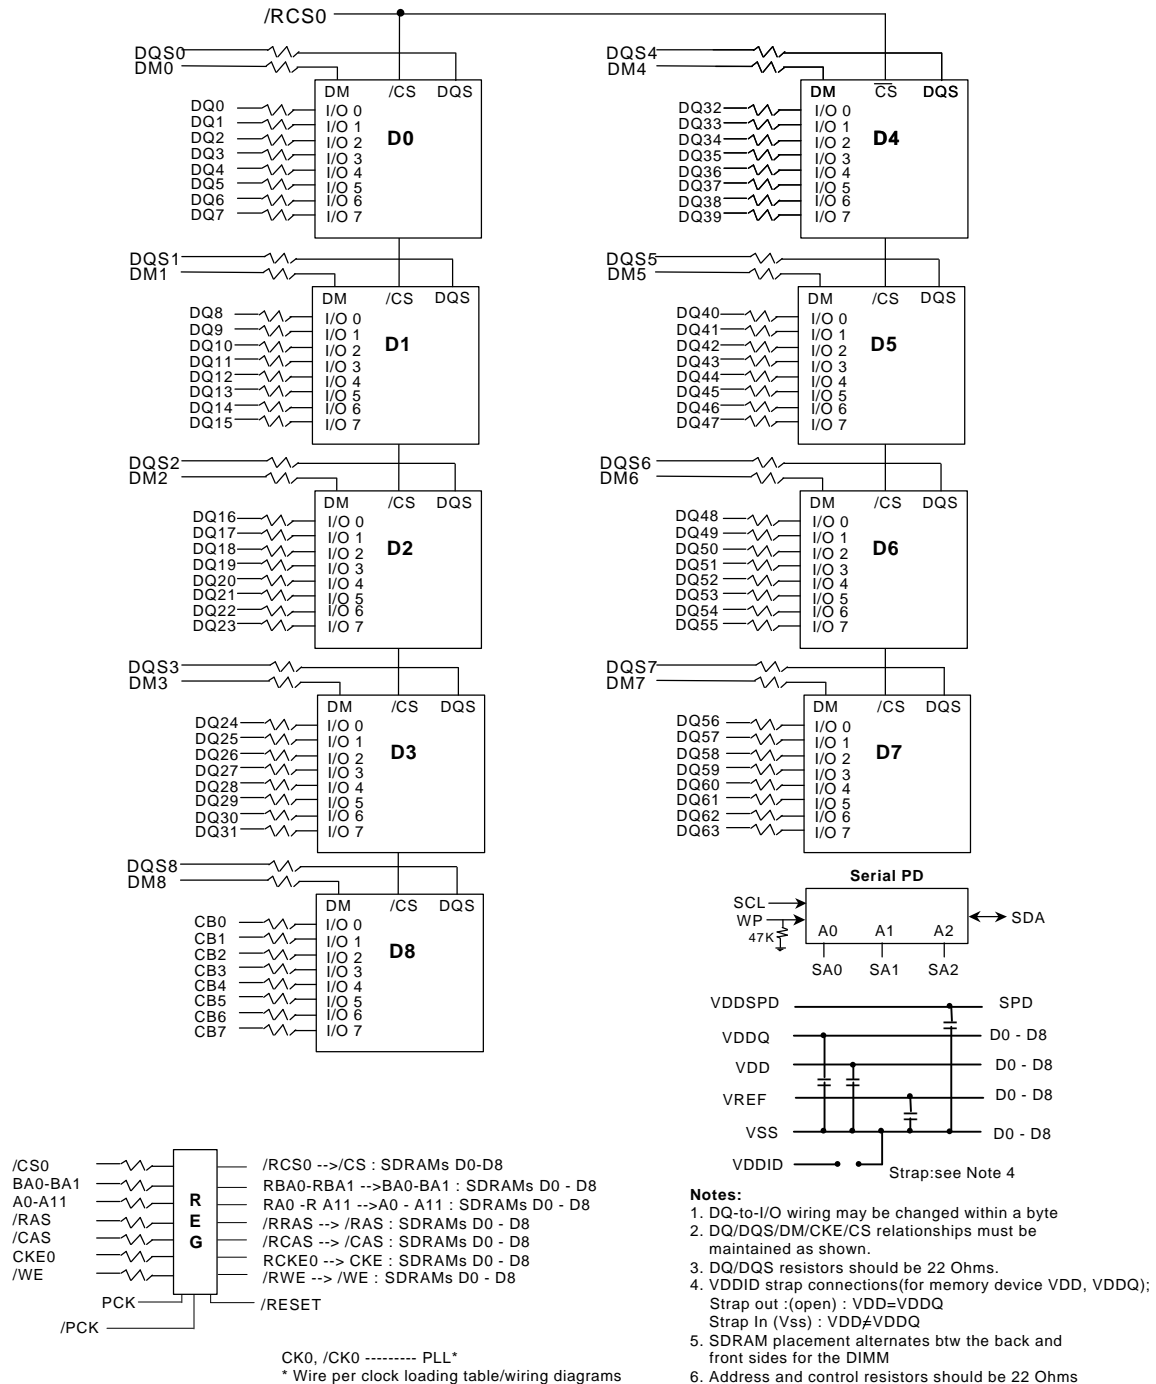 /RCS0
DQS0
DM0
DM /CS DQS
DQ0 I/O 0
DQ1 I/O 1
DQ2 I/O 2
DQ3 I/O 3
DQ4 I/O 4
DQ5 I/O 5
DQ6 I/O 6
DQ7 I/O 7
D0
DQS1
DM1
DM /CS DQS
DQ8 I/O 0
DQ9 I/O 1
DQ10 I/O 2
DQ11 I/O 3
DQ12 I/O 4
DQ13 I/O 5
DQ14 I/O 6
DQ15 I/O 7
D1
DQS2
DM2
DM /CS DQS
DQ16 I/O 0
DQ17 I/O 1
DQ18 I/O 2
DQ19 I/O 3
DQ20 I/O 4
DQ21 I/O 5
DQ22 I/O 6
DQ23 I/O 7
D2
DQS3
DM3
DM /CS DQS
DQ24 I/O 0
DQ25 I/O 1
DQ26 I/O 2
DQ27 I/O 3
DQ28 I/O 4
DQ29 I/O 5
DQ30 I/O 6
DQ31 I/O 7
D3
DQS8
DM8
DM /CS DQS
CB0 I/O 0
CB1 I/O 1
CB2 I/O 2
CB3 I/O 3
CB4 I/O 4
CB5 I/O 5
CB6 I/O 6
CB7 I/O 7
D8
DQS4
DM4
DM CS DQS
DQ32 I/O 0
DQ33 I/O 1
DQ34 I/O 2
DQ35 I/O 3
DQ36 I/O 4
DQ37 I/O 5
DQ38 I/O 6
DQ39 I/O 7
D4
DQS5
DM5
DM /CS DQS
DQ40 I/O 0
DQ41 I/O 1
DQ42 I/O 2
DQ43 I/O 3
DQ44 I/O 4
DQ45 I/O 5
DQ46 I/O 6
DQ47 I/O 7
D5
DQS6
DM6
DM /CS DQS
DQ48 I/O 0
DQ49 I/O 1
DQ50 I/O 2
DQ51 I/O 3
DQ52 I/O 4
DQ53 I/O 5
DQ54 I/O 6
DQ55 I/O 7
D6
DQS7
DM7
DM /CS DQS
DQ56 I/O 0
DQ57 I/O 1
DQ58 I/O 2
DQ59 I/O 3
DQ60 I/O 4
DQ61 I/O 5
DQ62 I/O 6
DQ63 I/O 7
D7
Serial PD
SCL
WP
47K
A0 A1 A2
SDA
SA0 SA1 SA2
VDDSPD SPD
VDDQ D0 - D8
VDD D0 - D8
VREF D0 - D8
VSS D0 - D8
VDDID
Strap:see Note 4
/CS0 /RCS0 -->/CS : SDRAMs D0-D8
BA0-BA1 RBA0-RBA1 -->BA0-BA1 : SDRAMs D0 - D8
A0-A11 RA0 -R A11 -->A0 - A11 : SDRAMs D0 - D8
/RAS /RRAS --> /RAS : SDRAMs D0 - D8
/CAS /RCAS --> /CAS : SDRAMs D0 - D8
CKE0 RCKE0 --> CKE : SDRAMs D0 - D8
/WE /RWE --> /WE : SDRAMs D0 - D8
REG
PCK /RESET
/PCK
CK0, /CK0 --------- PLL*
* Wire per clock loading table/wiring diagrams
Notes:
1. DQ-to-I/O wiring may be changed within a byte
2. DQ/DQS/DM/CKE/CS relationships must be
maintained as shown.
3. DQ/DQS resistors should be 22 Ohms.
4. VDDID strap connections(for memory device VDD, VDDQ);
Strap out :(open) : VDD=VDDQ
Strap In (Vss) : VDD≠VDDQ
5. SDRAM placement alternates btw the back and
front sides for the DIMM
6. Address and control resistors should be 22 Ohms